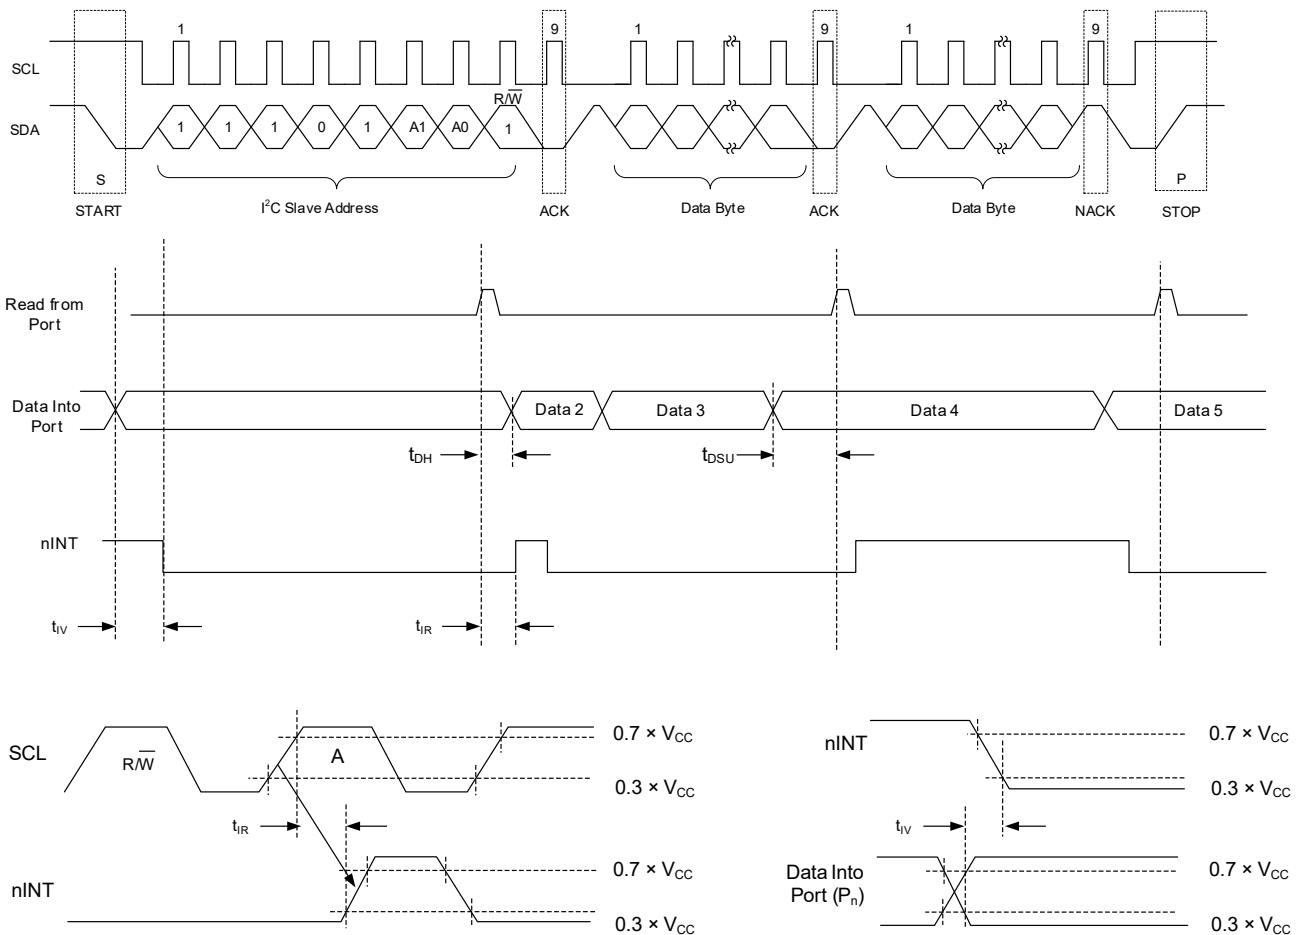 1 9 1 9 1 9
SCL
R/W̅
SDA
1 1 1 0 1 A1 A0 1
S P
START I²C Slave Address ACK Data Byte ACK Data Byte NACK STOP
Read from
Port
Data Into
Port
Data 2 Data 3 Data 4 Data 5
tDH tDSU
nINT
tIV tIR
SCL
R/W̅ A
0.7 × VCC
0.3 × VCC
tIR
nINT
0.7 × VCC
0.3 × VCC
nINT
0.7 × VCC
0.3 × VCC
tIV
Data Into
Port (Pn)
0.7 × VCC
0.3 × VCC